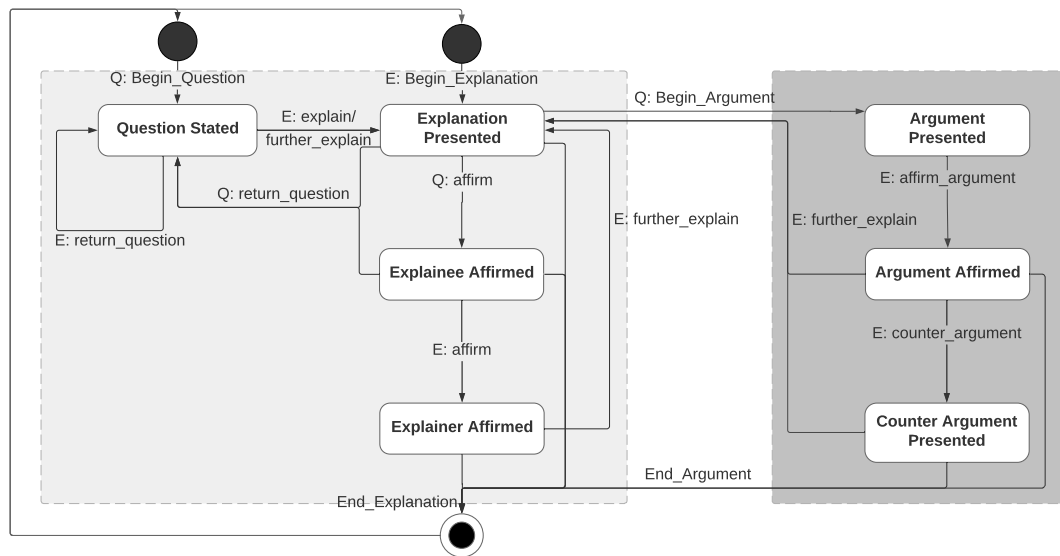 Q: Begin_Question
E: Begin_Explanation
Q: Begin_Argument
Question Stated
E: explain/
further_explain
Explanation
Presented
Argument
Presented
Q: affirm
E: affirm_argument
Q: return_question
E: further_explain
E: further_explain
E: return_question
Explainee Affirmed
Argument Affirmed
E: counter_argument
E: affirm
Explainer Affirmed
Counter Argument
Presented
End_Argument
End_Explanation